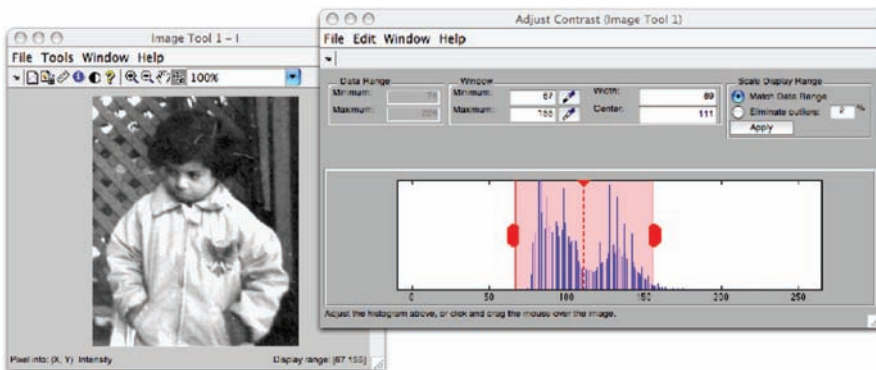 Image Tool 1 - I
File Tools Window Help
100%
Pixel info: (X, Y) Intensity
Display range: [67 155]
Adjust Contrast (Image Tool 1)
File Edit Window Help
Data Range
Minimum: 74
Maximum: 224
Window
Minimum: 67
Maximum: 155
Width: 89
Center: 111
Scale Display Range
Match Data Range
Eliminate outliers: 2 %
Apply
0 50 100 150 200 250
Adjust the histogram above, or click and drag the mouse over the image.